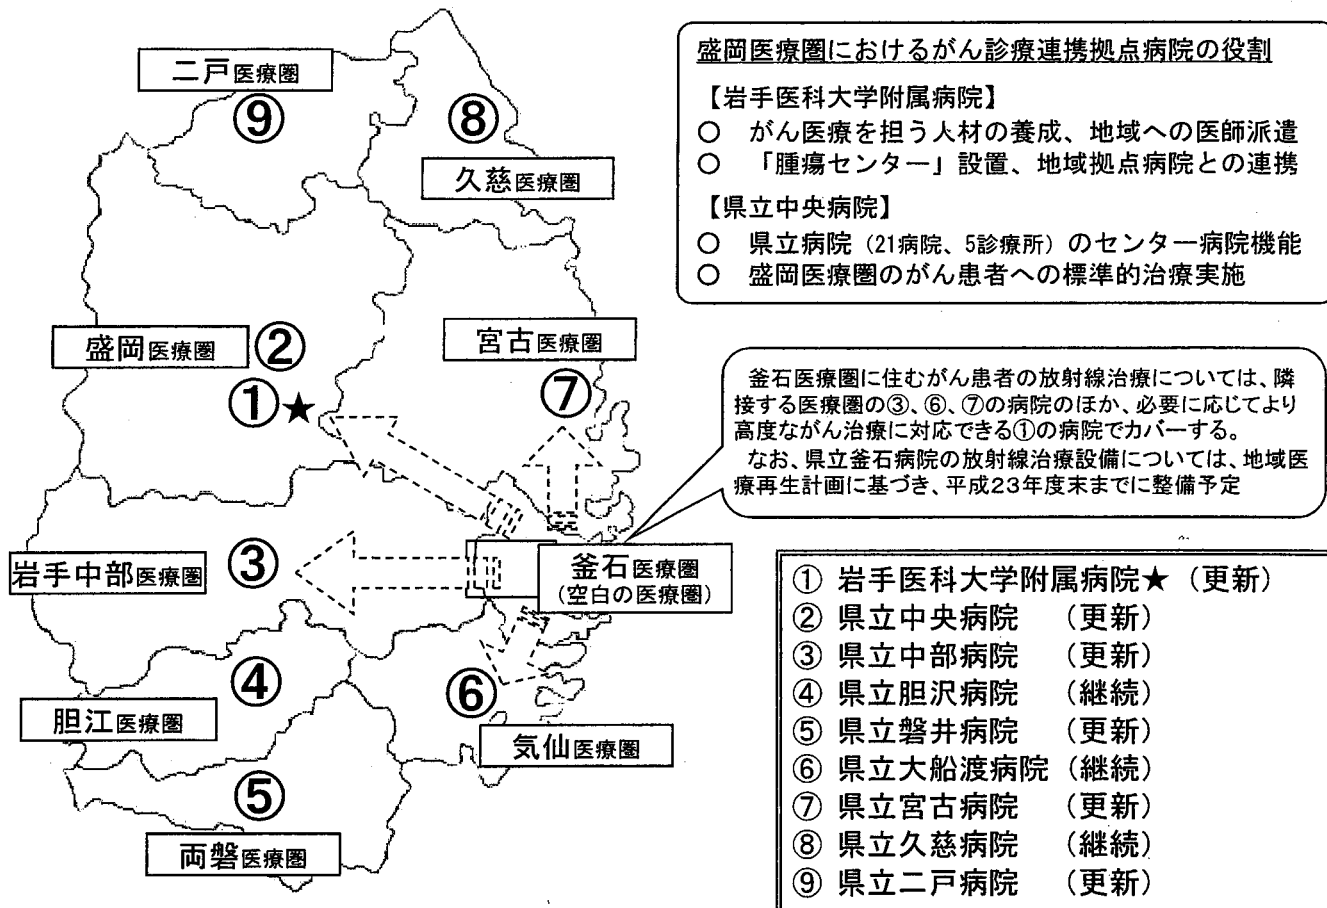 二戸医療圏
⑨
⑧
久慈医療圏
盛岡医療圏におけるがん診療連携拠点病院の役割
【岩手医科大学附属病院】
○ がん医療を担う人材の養成、地域への医師派遣
○ 「腫瘍センター」設置、地域拠点病院との連携
【県立中央病院】
○ 県立病院（21病院、5診療所）のセンター病院機能
○ 盛岡医療圏のがん患者への標準的治療実施
盛岡医療圏
②
①★
宮古医療圏
⑦
釜石医療圏に住むがん患者の放射線治療については、隣
接する医療圏の③、⑥、⑦の病院のほか、必要に応じてより
高度ながん治療に対応できる①の病院でカバーする。
なお、県立釜石病院の放射線治療設備については、地域医
療再生計画に基づき、平成23年度末までに整備予定
岩手中部医療圏
③
釜石医療圏
（空白の医療圏）
④
胆江医療圏
⑥
気仙医療圏
⑤
両磐医療圏
① 岩手医科大学附属病院★（更新）
② 県立中央病院 （更新）
③ 県立中部病院 （更新）
④ 県立胆沢病院 （継続）
⑤ 県立磐井病院 （更新）
⑥ 県立大船渡病院（継続）
⑦ 県立宮古病院 （更新）
⑧ 県立久慈病院 （継続）
⑨ 県立二戸病院 （更新）